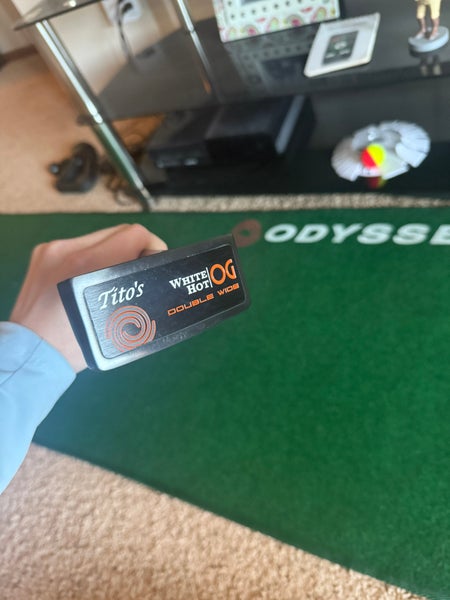 ODYSSE
Tito's
WHITE OG
HOT
DOUBLE WIDE